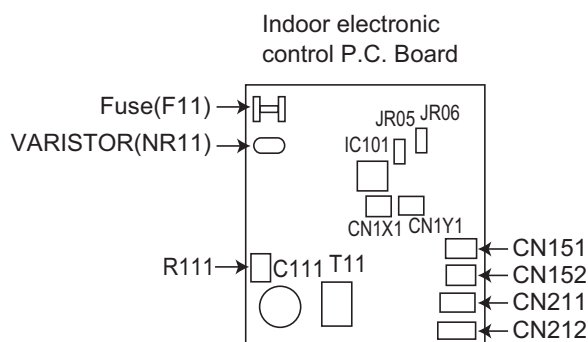 Indoor electronic
control P.C. Board
Fuse(F11)
VARISTOR(NR11)
JR05 JR06
IC101
CN1X1 CN1Y1
R111
C111 T11
CN151
CN152
CN211
CN212